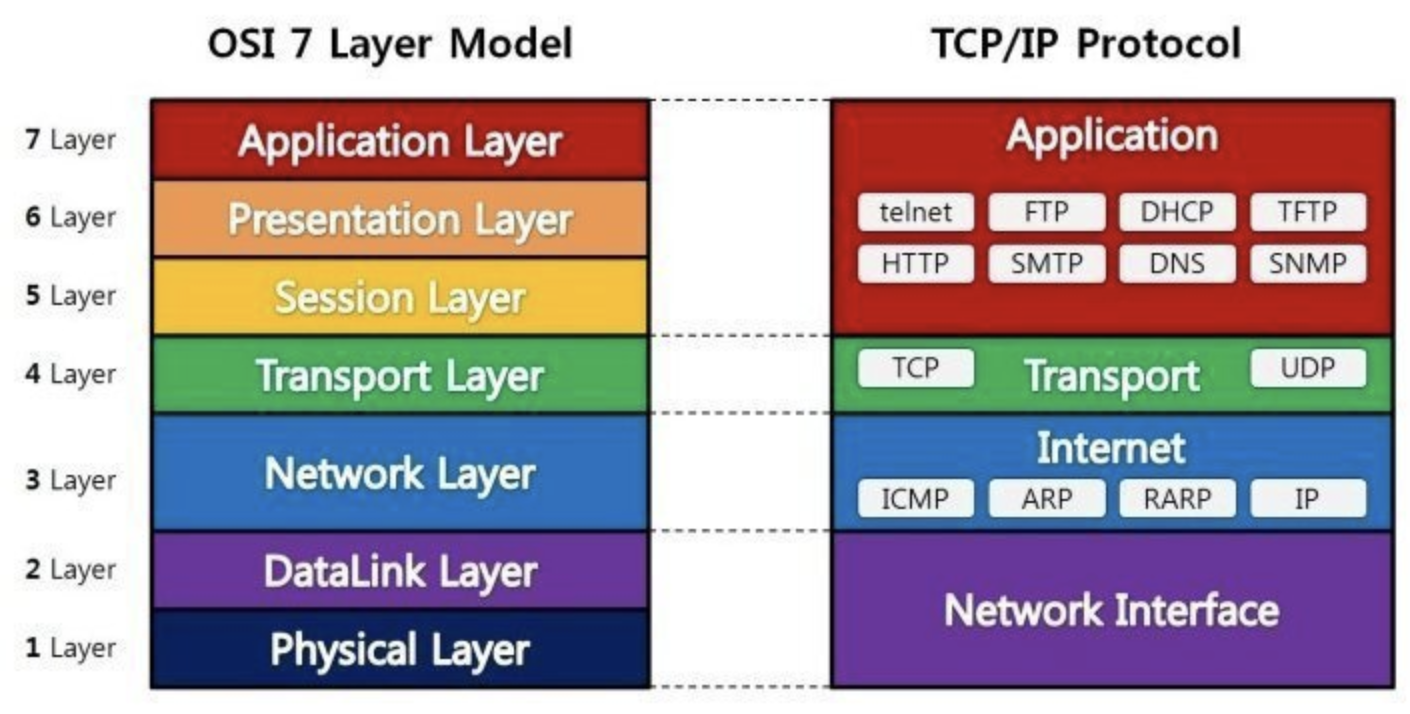 OSI 7 Layer Model
TCP/IP Protocol
7 Layer
Application Layer
6 Layer
Presentation Layer
5 Layer
Session Layer
4 Layer
Transport Layer
3 Layer
Network Layer
2 Layer
DataLink Layer
1 Layer
Physical Layer
Application
telnet FTP DHCP TFTP
HTTP SMTP DNS SNMP
TCP Transport UDP
Internet
ICMP ARP RARP IP
Network Interface